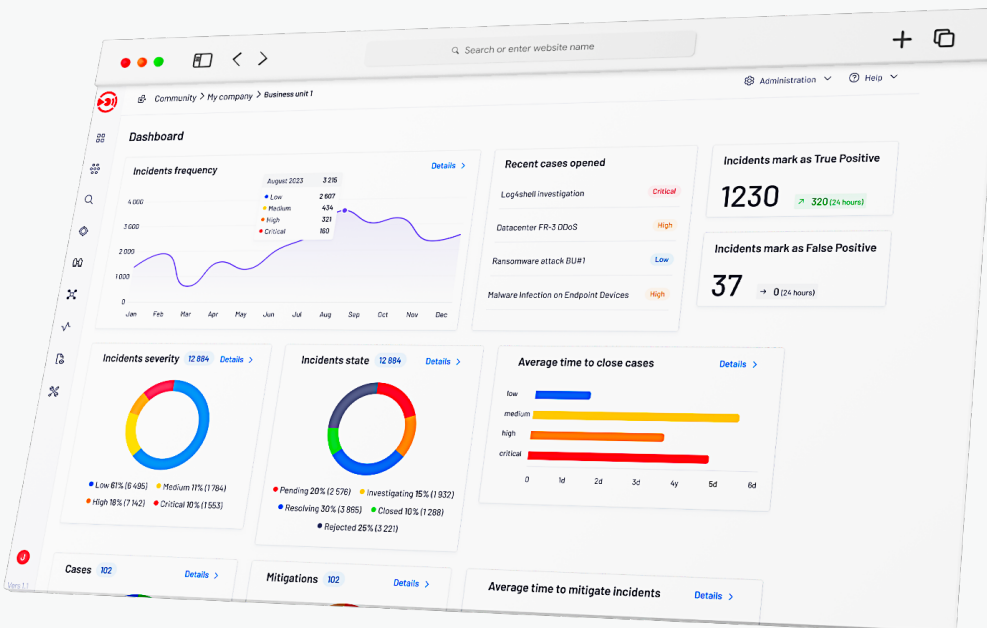 Search or enter website name
Community > My company > Business unit 1
Administration
Help
Dashboard
Incidents frequency
Details >
August 2023 3 215
Low 2 607
Medium 434
High 321
Critical 160
4 000
3 000
2 000
1 000
0
Jan Feb Mar Apr May Jun Jul Aug Sep Oct Nov Dec
Recent cases opened
Log4shell investigation Critical
Datacenter FR-3 DDoS High
Ransomware attack BU#1 Low
Malware Infection on Endpoint Devices High
Incidents mark as True Positive
1230 320 (24 hours)
Incidents mark as False Positive
37 0 (24 hours)
Incidents severity 12 884 Details >
Low 61% (6 495) Medium 11% (1 784)
High 18% (7 142) Critical 10% (1 553)
Incidents state 12 884 Details >
Pending 20% (2 576) Investigating 15% (1 932)
Resolving 30% (3 865) Closed 10% (1 288)
Rejected 25% (3 221)
Average time to close cases Details >
low
medium
high
critical
0 1d 2d 3d 4y 5d 6d
Cases 102 Details >
Mitigations 102 Details >
Average time to mitigate incidents Details >
J
Vers 1.1